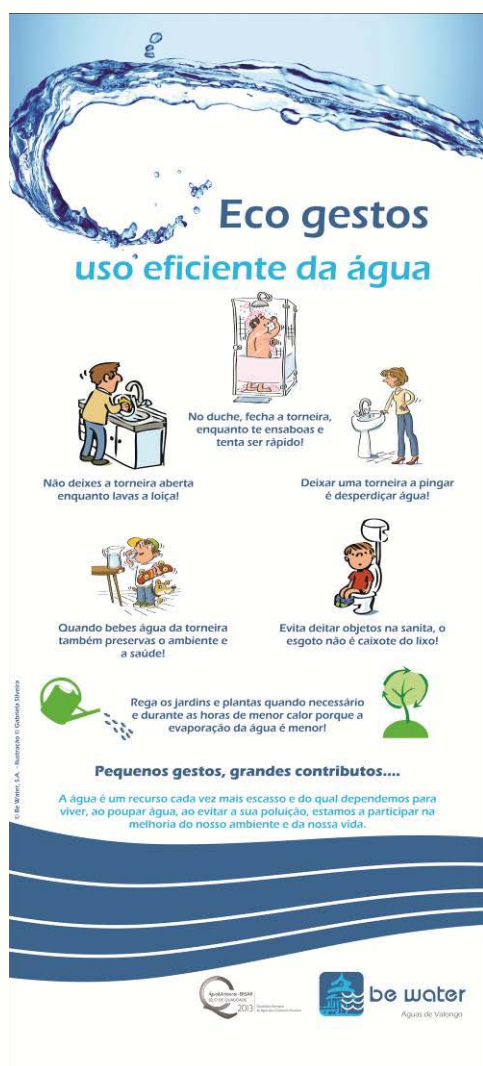 Eco gestos
uso eficiente da água
No duche, fecha a torneira,
enquanto te ensaboas e
tenta ser rápido!
Não deixes a torneira aberta
enquanto lavas a loiça!
Deixar uma torneira a pingar
é desperdiçar água!
Quando bebes água da torneira
também preservas o ambiente e
a saúde!
Evita deitar objetos na sanita, o
esgoto não é caixote do lixo!
Rega os jardins e plantas quando necessário
e durante as horas de menor calor porque a
evaporação da água é menor!
© Be Water, S.A. - Ilustração © Gabriela Silveira
Pequenos gestos, grandes contributos....
A água é um recurso cada vez mais escasso e do qual dependemos para
viver, ao poupar água, ao evitar a sua poluição, estamos a participar na
melhoria do nosso ambiente e da nossa vida.
SELO DE QUALIDADE
2013
be water
Águas de Valongo